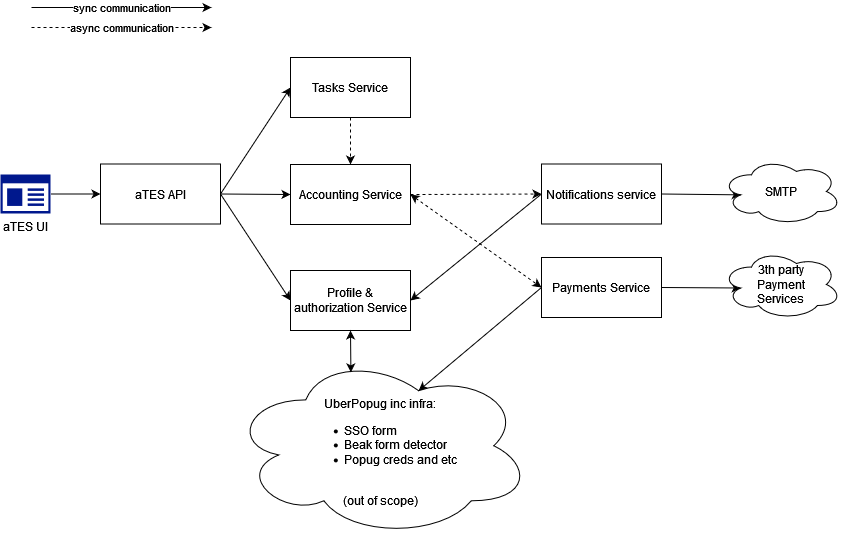 sync communication
async communication
Tasks Service
aTES API
Accounting Service
Notifications service
SMTP
aTES UI
Profile &
authorization Service
Payments Service
3th party
Payment
Services
UberPopug inc infra:
• SSO form
• Beak form detector
• Popug creds and etc
(out of scope)